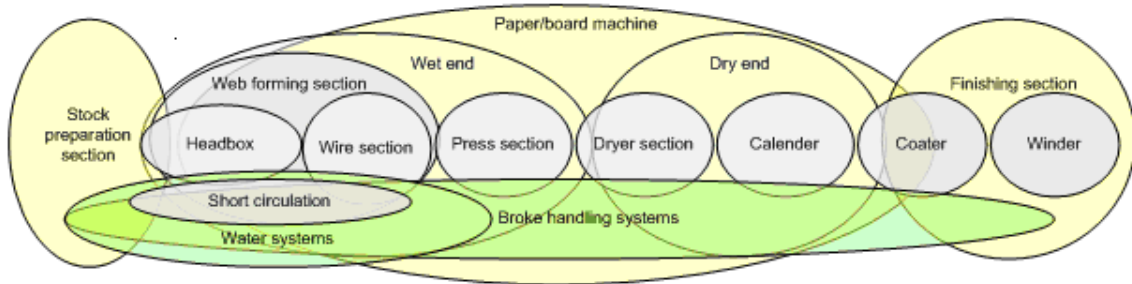 Paper/board machine
Wet end
Dry end
Web forming section
Finishing section
Stock
preparation
section
Headbox
Wire section
Press section
Dryer section
Calender
Coater
Winder
Short circulation
Broke handling systems
Water systems